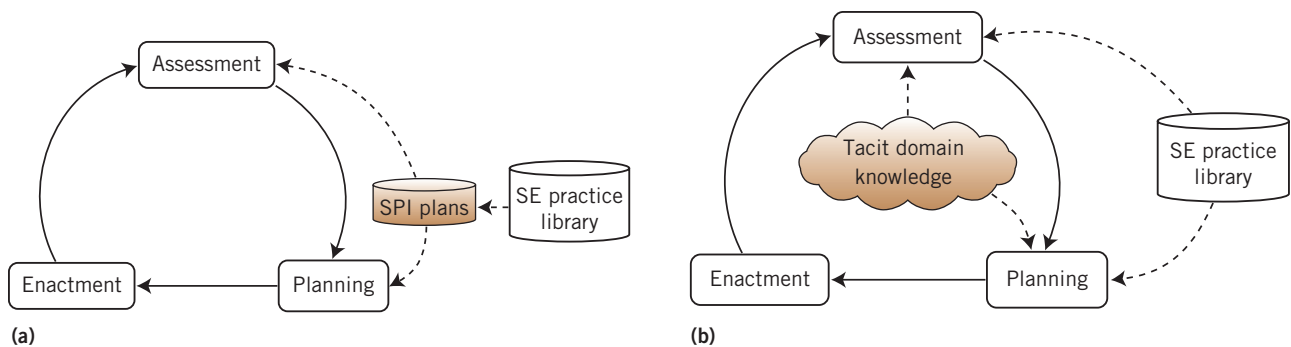 Assessment
SPI plans
SE practice
library
Enactment
Planning
(a)
Assessment
Tacit domain
knowledge
SE practice
library
Enactment
Planning
(b)